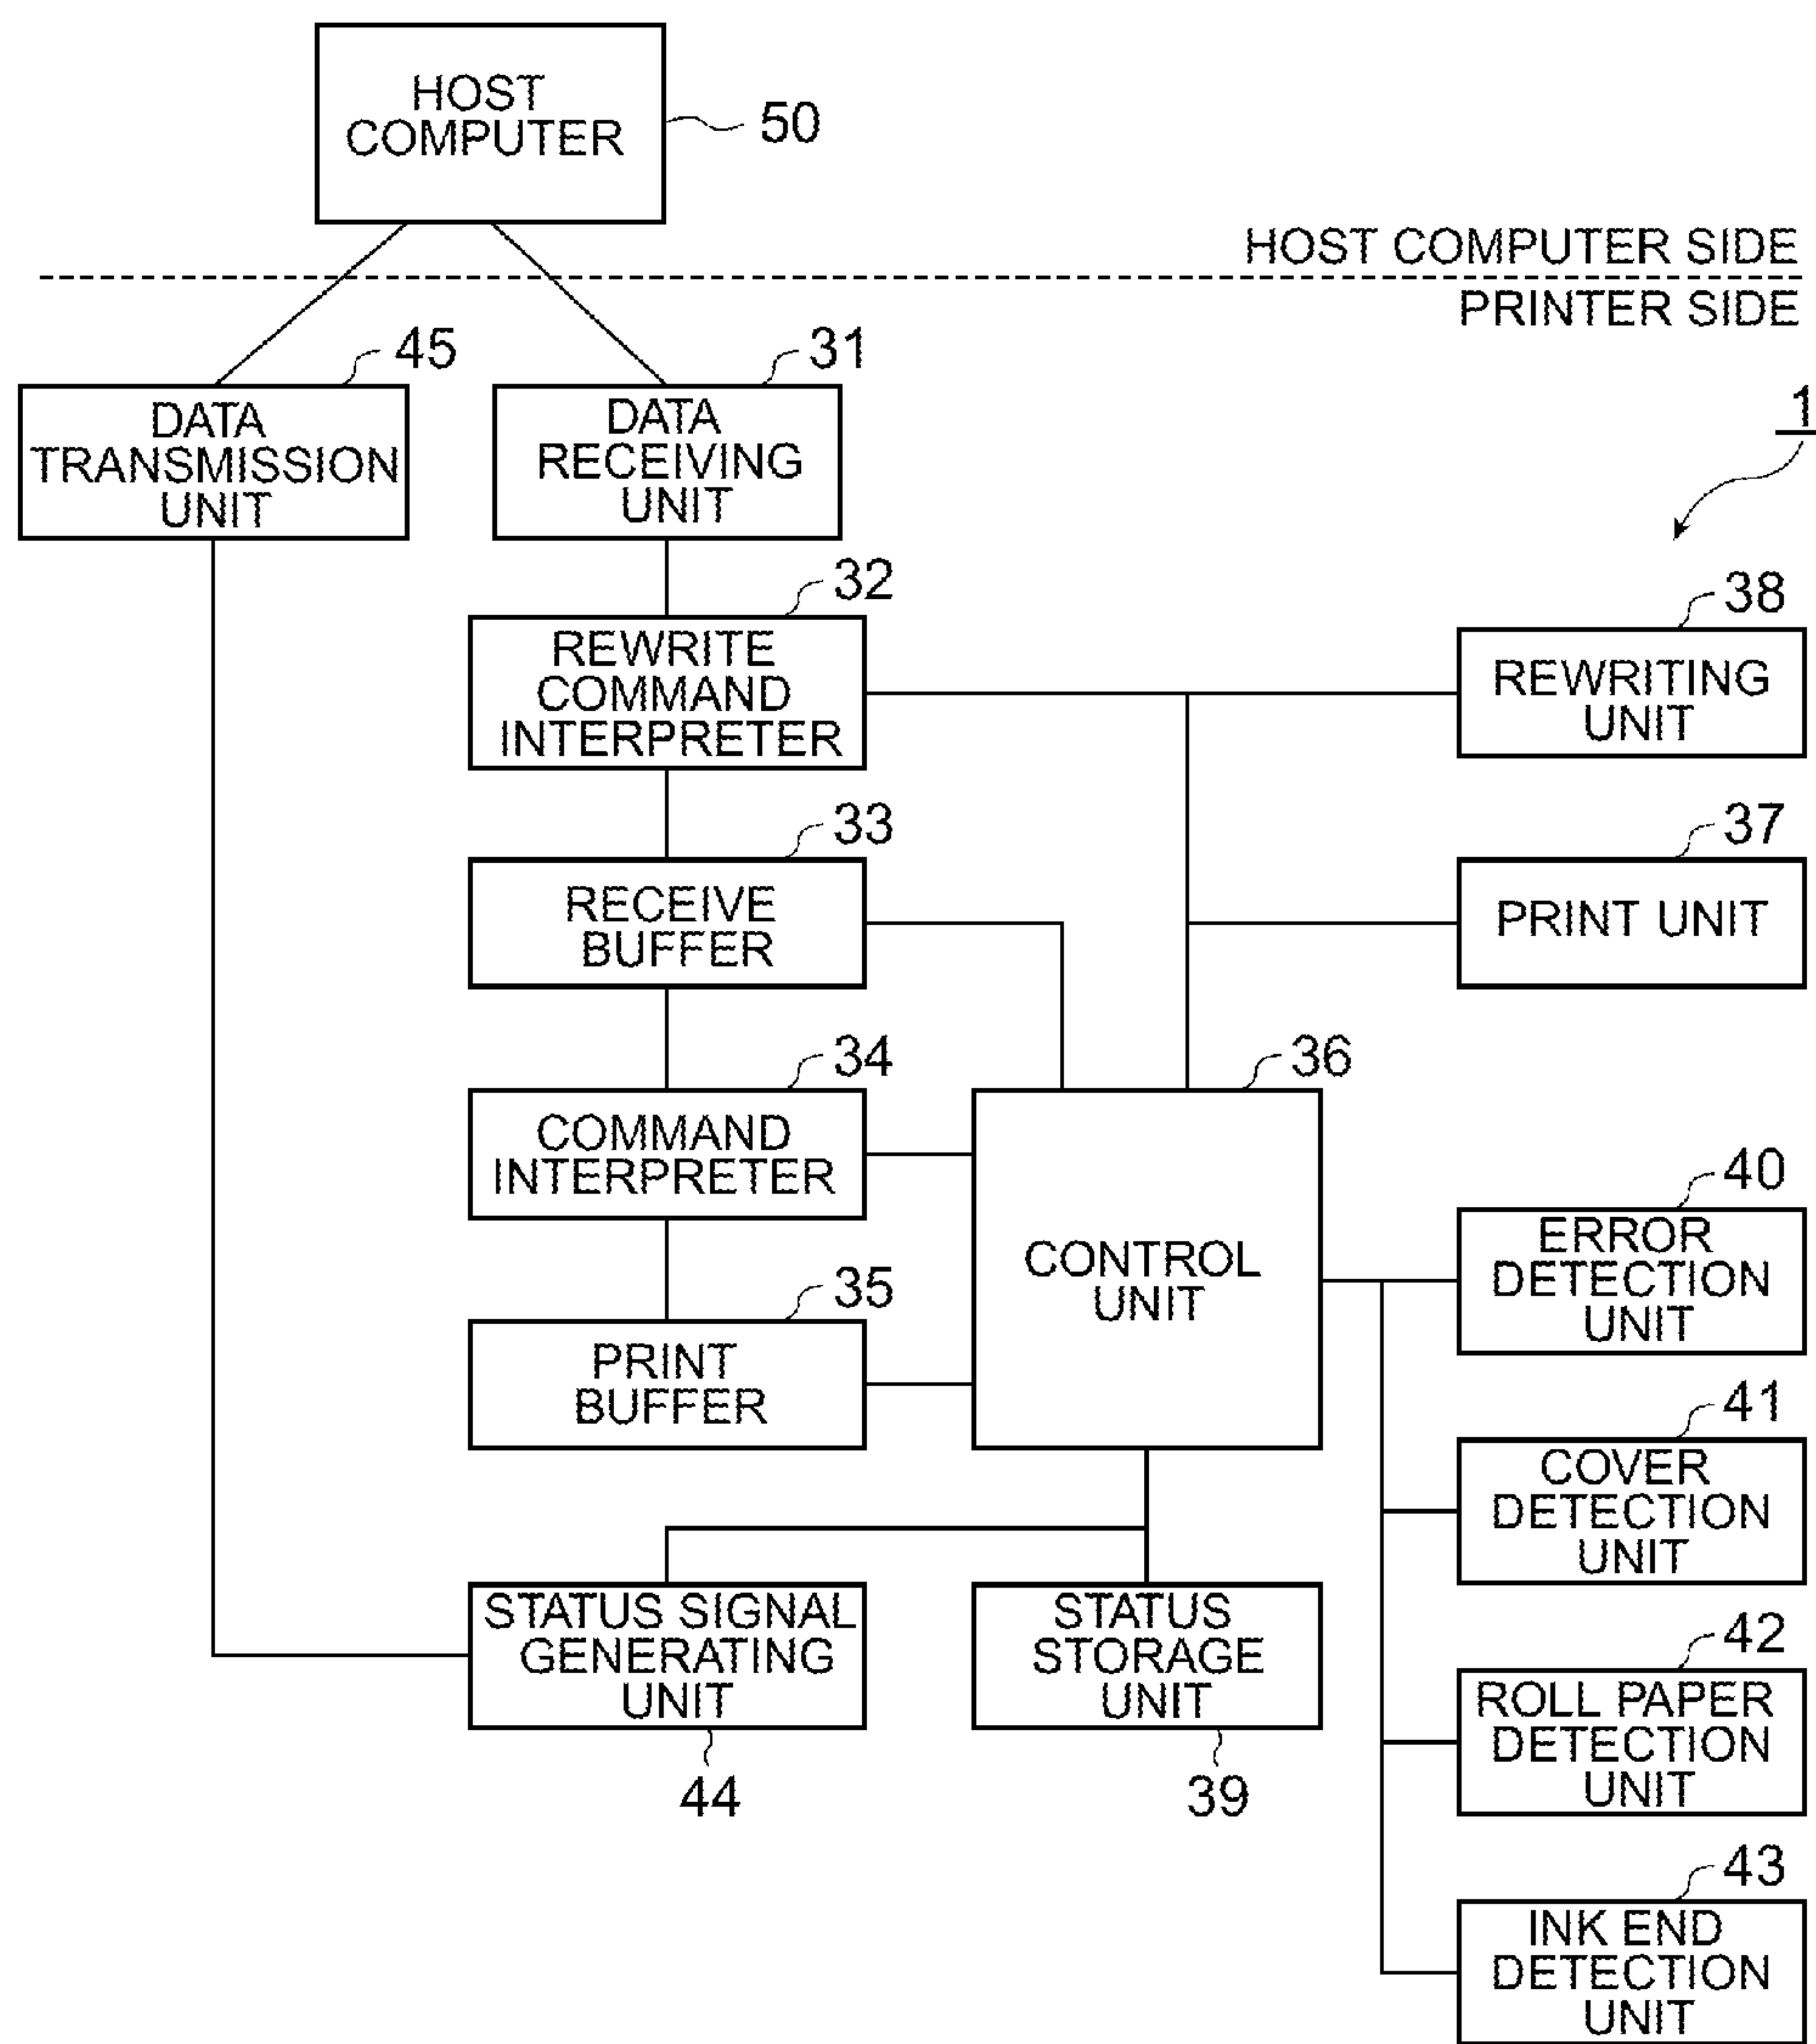 HOST
COMPUTER
50
HOST COMPUTER SIDE
PRINTER SIDE
45
DATA
TRANSMISSION
UNIT
31
DATA
RECEIVING
UNIT
1
32
REWRITE
COMMAND
INTERPRETER
38
REWRITING
UNIT
33
RECEIVE
BUFFER
37
PRINT UNIT
34
COMMAND
INTERPRETER
36
CONTROL
UNIT
40
ERROR
DETECTION
UNIT
35
PRINT
BUFFER
41
COVER
DETECTION
UNIT
STATUS SIGNAL
GENERATING
UNIT
44
STATUS
STORAGE
UNIT
39
42
ROLL PAPER
DETECTION
UNIT
43
INK END
DETECTION
UNIT